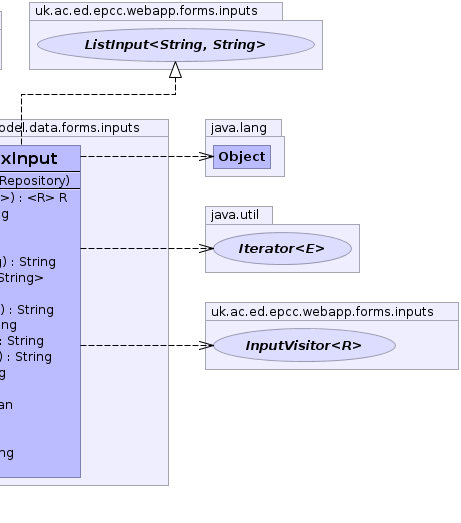 uk.ac.ed.epcc.webapp.forms.inputs
ListInput<String, String>
odel.data.forms.inputs
java.lang
xInput
Object
Repository)
>) : <R> R
ng
java.util
Iterator<E>
g) : String
String>
uk.ac.ed.epcc.webapp.forms.inputs
) : String
ng
: String
InputVisitor<R>
) : String
g
an
ng